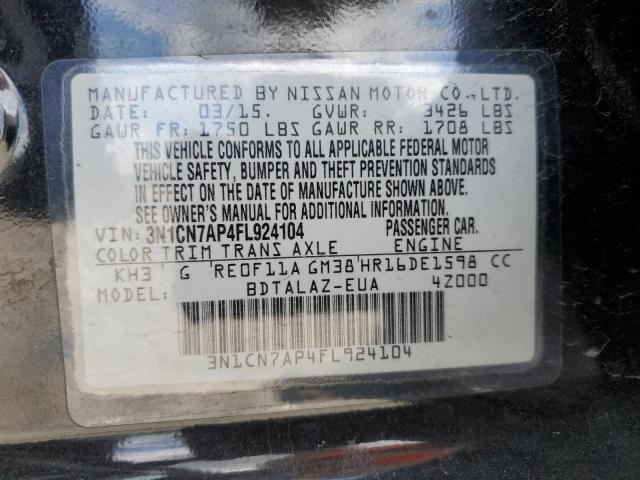 MANUFACTURED BY NISSAN MOTOR CO.,LTD.
DATE: 03/15. GVWR: 3426 LBS
GAWR FR: 1750 LBS GAWR RR: 1708 LBS
THIS VEHICLE CONFORMS TO ALL APPLICABLE FEDERAL MOTOR
VEHICLE SAFETY, BUMPER AND THEFT PREVENTION STANDARDS
IN EFFECT ON THE DATE OF MANUFACTURE SHOWN ABOVE.
SEE OWNER'S MANUAL FOR ADDITIONAL INFORMATION.
VIN: 3N1CN7AP4FL924104 PASSENGER CAR.
COLOR TRIM TRANS AXLE ENGINE
KH3 G RE0F11A GM38 HR16DE1598 CC
MODEL: BDTALAZ-EUA 4Z000
3N1CN7AP4FL924104